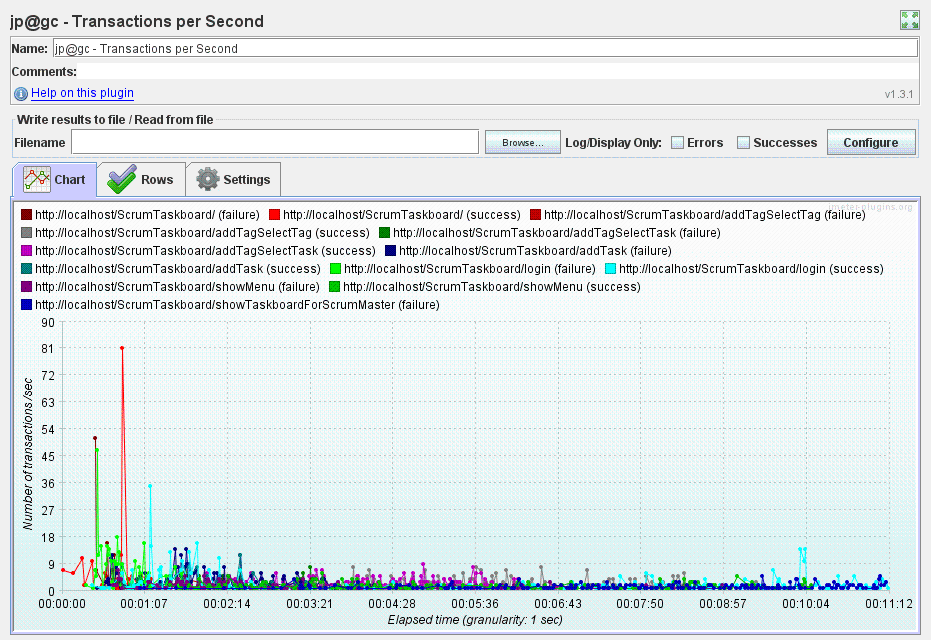 jp@gc - Transactions per Second
Name: jp@gc - Transactions per Second
Comments:
Help on this plugin
v1.3.1
Write results to file / Read from file
Filename Browse... Log/Display Only: Errors Successes Configure
Chart Rows Settings
jmeter-plugins.org
http://localhost/ScrumTaskboard/ (failure) http://localhost/ScrumTaskboard/ (success) http://localhost/ScrumTaskboard/addTagSelectTag (failure)
http://localhost/ScrumTaskboard/addTagSelectTag (success) http://localhost/ScrumTaskboard/addTagSelectTask (failure)
http://localhost/ScrumTaskboard/addTagSelectTask (success) http://localhost/ScrumTaskboard/addTask (failure)
http://localhost/ScrumTaskboard/addTask (success) http://localhost/ScrumTaskboard/login (failure) http://localhost/ScrumTaskboard/login (success)
http://localhost/ScrumTaskboard/showMenu (failure) http://localhost/ScrumTaskboard/showMenu (success)
http://localhost/ScrumTaskboard/showTaskboardForScrumMaster (failure)
90
81
72
63
54
45
36
27
18
9
0
Number of transactions /sec
00:00:00 00:01:07 00:02:14 00:03:21 00:04:28 00:05:36 00:06:43 00:07:50 00:08:57 00:10:04 00:11:12
Elapsed time (granularity: 1 sec)